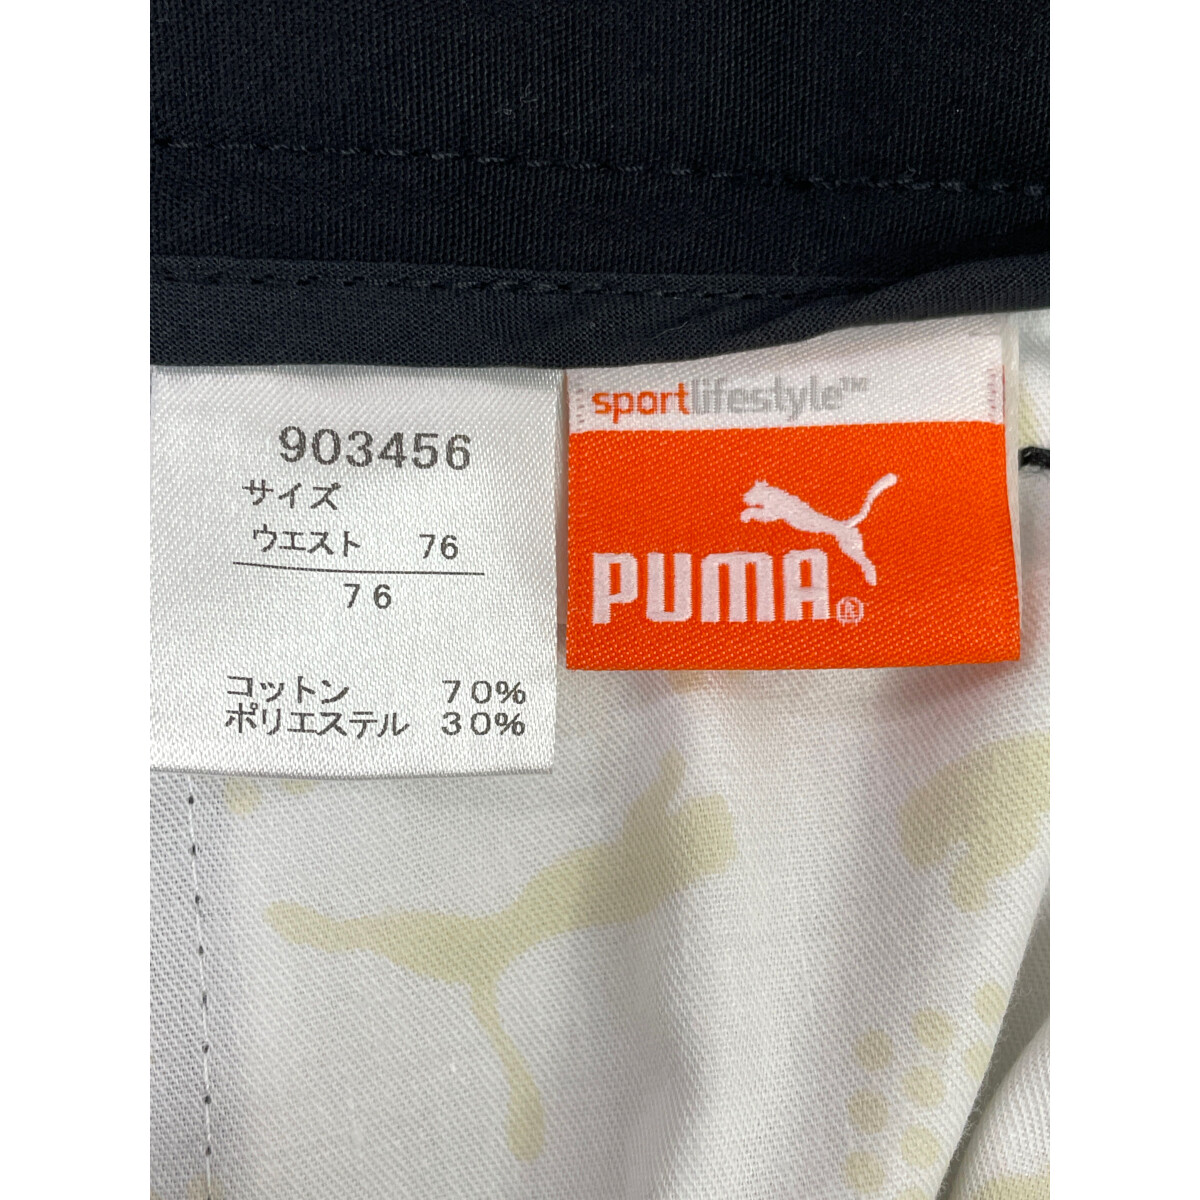 903456
サイズ
ウエスト 76
76
コットン 70%
ポリエステル 30%
sportlifestyle™
PUMA®